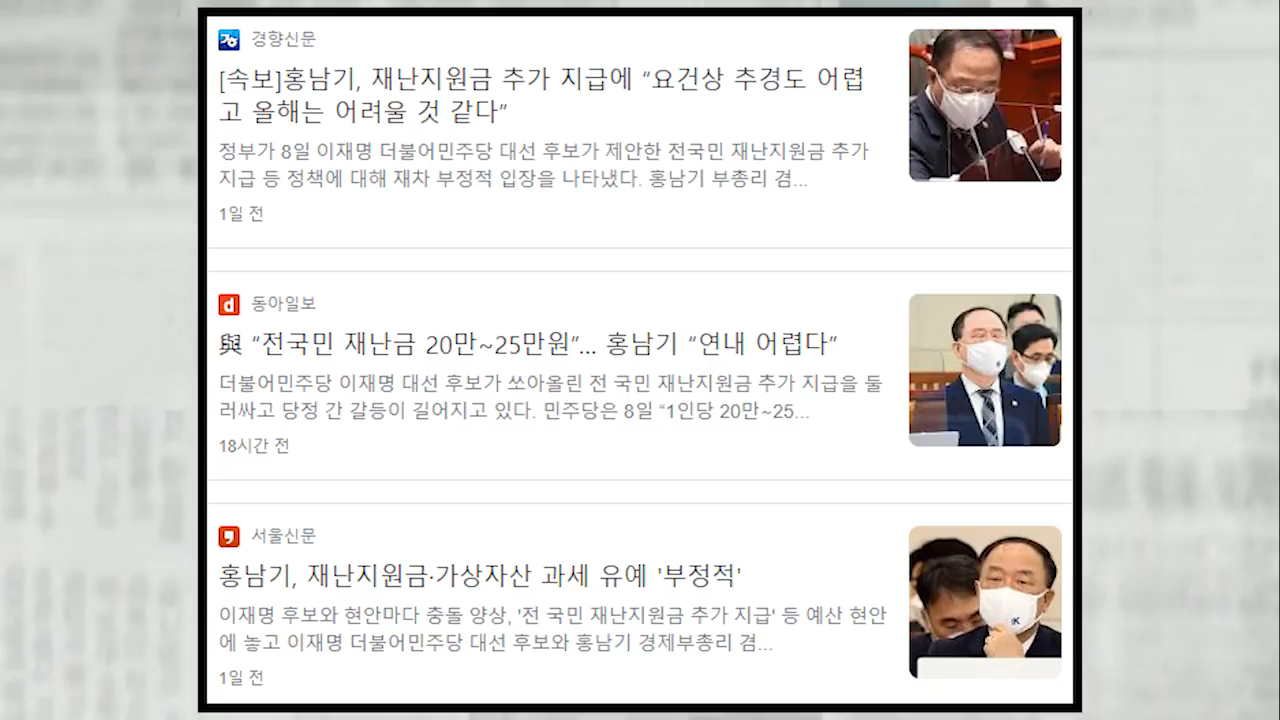 경향신문
[속보]홍남기, 재난지원금 추가 지급에 “요건상 추경도 어렵
고 올해는 어려울 것 같다”
정부가 8일 이재명 더불어민주당 대선 후보가 제안한 전국민 재난지원금 추가
지급 등 정책에 대해 재차 부정적 입장을 나타냈다. 홍남기 부총리 겸...
1일 전
동아일보
與 “전국민 재난금 20만~25만원”... 홍남기 “연내 어렵다”
더불어민주당 이재명 대선 후보가 쏘아올린 전 국민 재난지원금 추가 지급을 둘
러싸고 당정 간 갈등이 길어지고 있다. 민주당은 8일 “1인당 20만~25...
18시간 전
서울신문
홍남기, 재난지원금·가상자산 과세 유예 '부정적'
이재명 후보와 현안마다 충돌 양상, '전 국민 재난지원금 추가 지급' 등 예산 현안
에 놓고 이재명 더불어민주당 대선 후보와 홍남기 경제부총리 겸...
1일 전